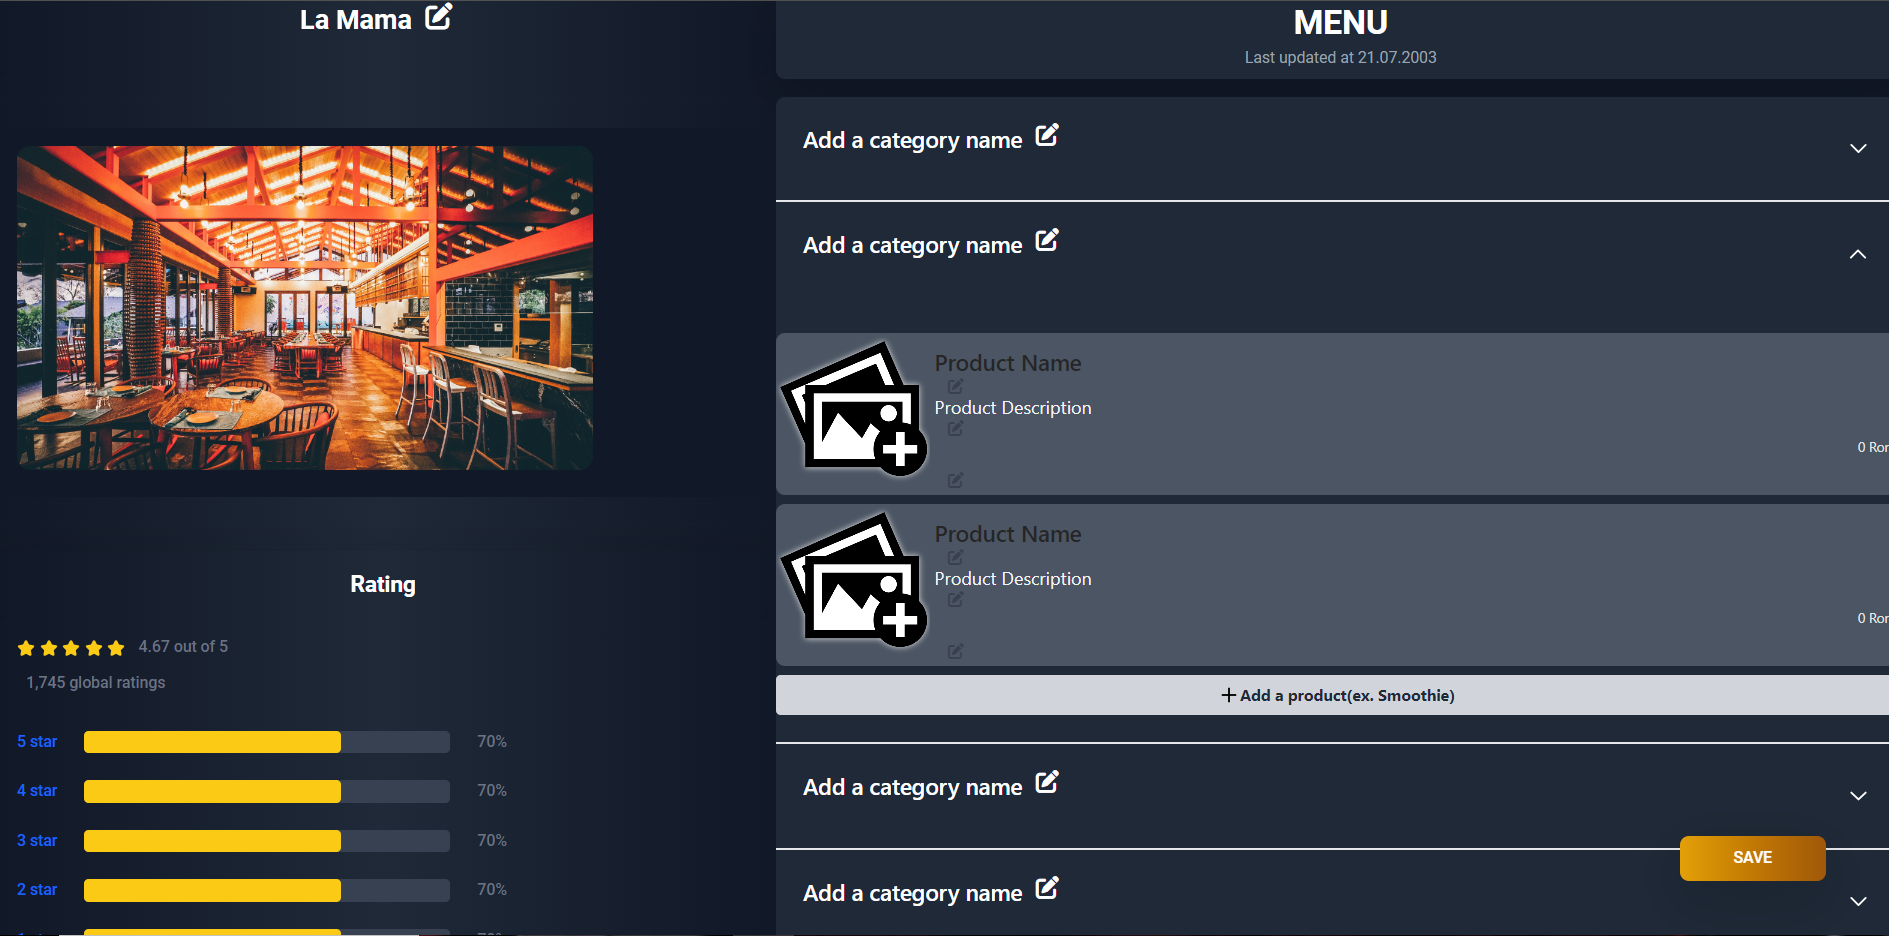 La Mama
Rating
4.67 out of 5
1,745 global ratings
5 star 70%
4 star 70%
3 star 70%
2 star 70%
MENU
Last updated at 21.07.2003
Add a category name
Add a category name
Product Name
Product Description
0 Ron
Product Name
Product Description
0 Ron
Add a product(ex. Smoothie)
Add a category name
SAVE
Add a category name